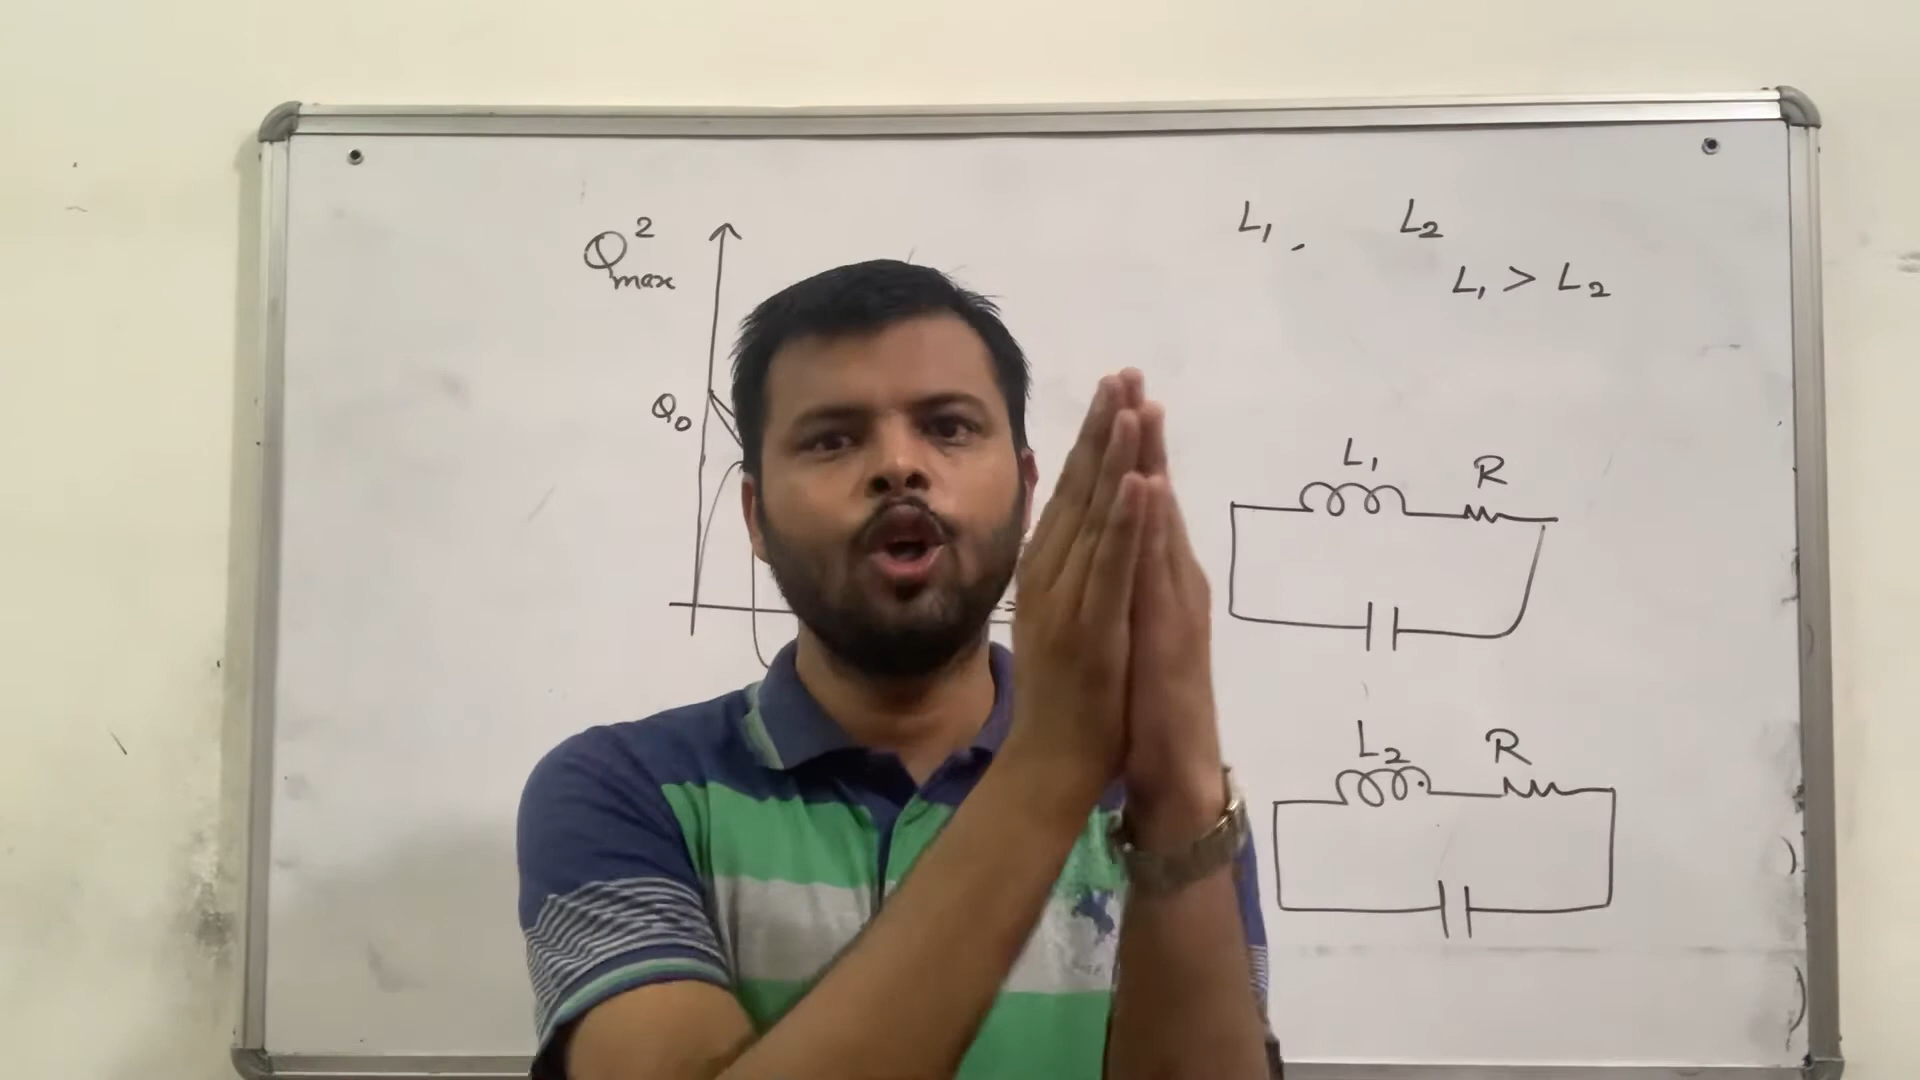 L₁, L₂
L₁ > L₂
Q²max
Q₀
L₁ R
L₂ R